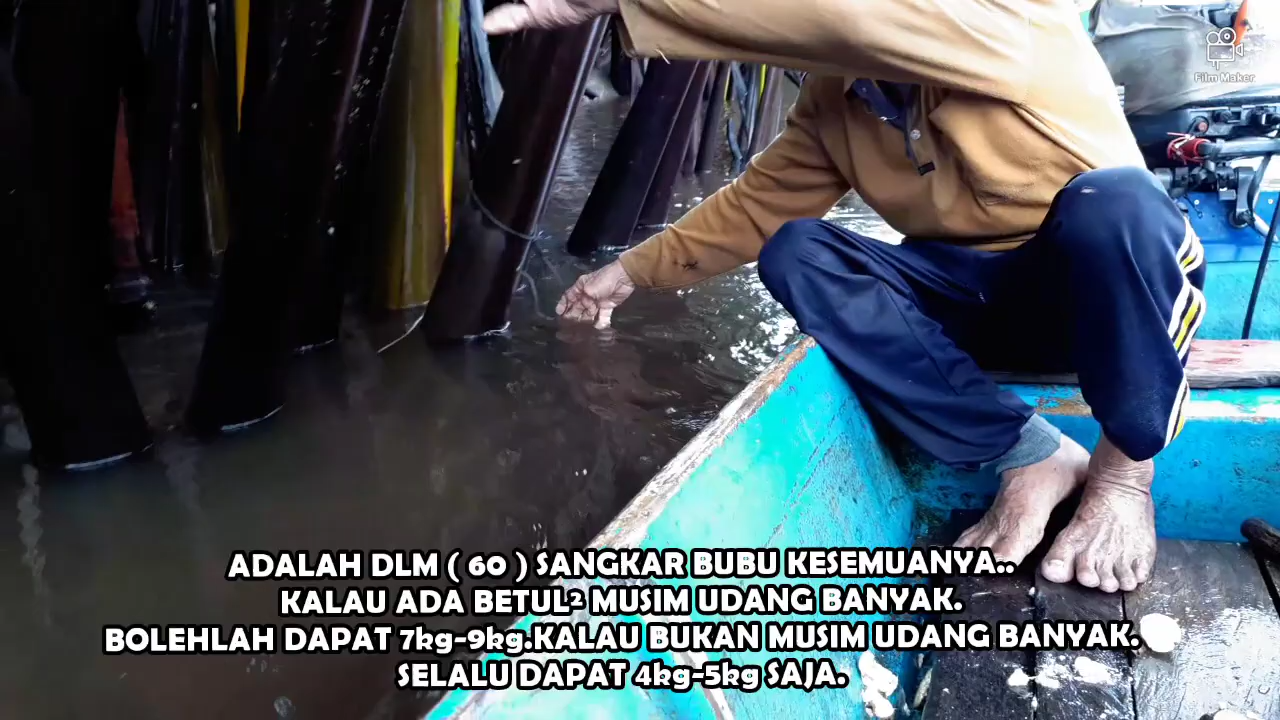 Film Maker
ADALAH DLM ( 60 ) SANGKAR BUBU KESEMUANYA..
KALAU ADA BETUL² MUSIM UDANG BANYAK.
BOLEHLAH DAPAT 7kg-9kg.KALAU BUKAN MUSIM UDANG BANYAK.
SELALU DAPAT 4kg-5kg SAJA.